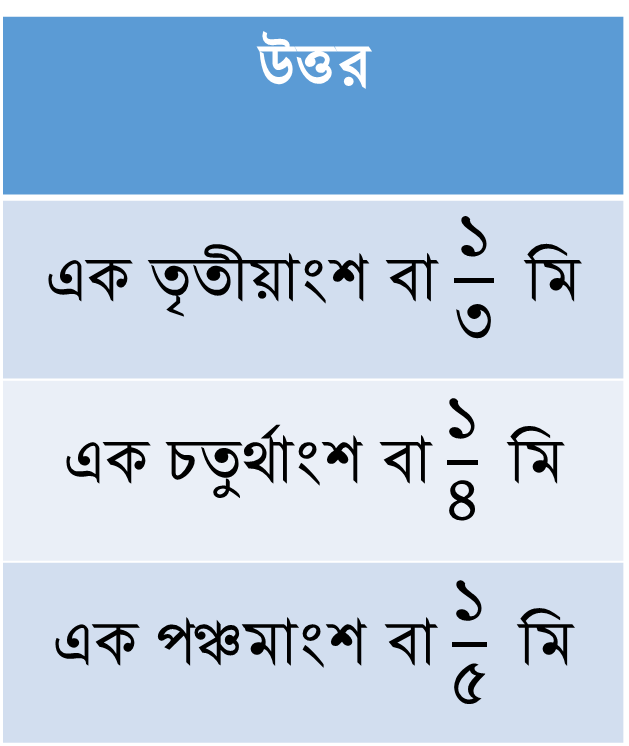 উত্তর
এক তৃতীয়াংশ বা ১/৩ মি
এক চতুর্থাংশ বা ১/৪ মি
এক পঞ্চমাংশ বা ১/৫ মি